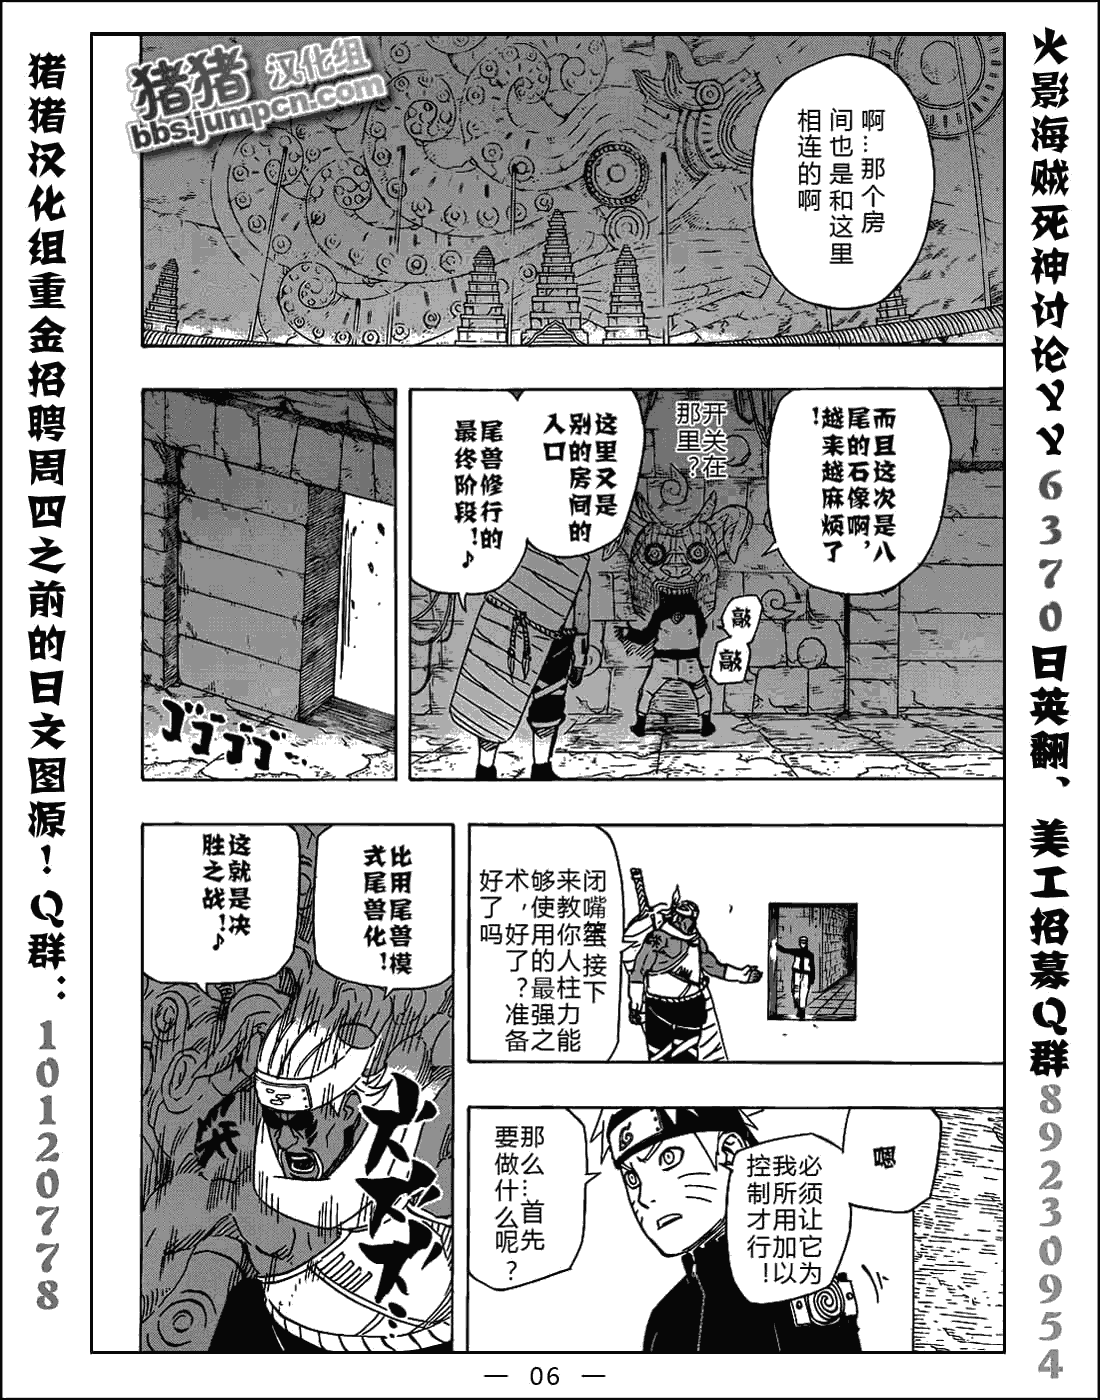 猪猪 汉化组
bbs.jumpcn.com
火影海贼死神讨论YY63700日英翻、美工招募Q群89230954
猪猪汉化组重金招聘周四之前的日文图源！Q群：1012077 8
啊…那个房
间也是和这里
相连的啊
而且这次是八
尾的石像啊，
越来越麻烦了
！
开关在
那里？
敲
敲
这里又是
别的房间的
入口
尾兽修行的
最终阶段！♪
ゴゴゴゴ…
闭嘴 接下
来教你人柱力能
够使用的最强之
术，好了？准备
好了吗
比用尾兽模
式尾兽化！
这就是决
胜之战！♪
ズズズズ…
嗯
必须让它为
我所用加以
控制才行！
那么…首先
要做什么呢？
— 06 —